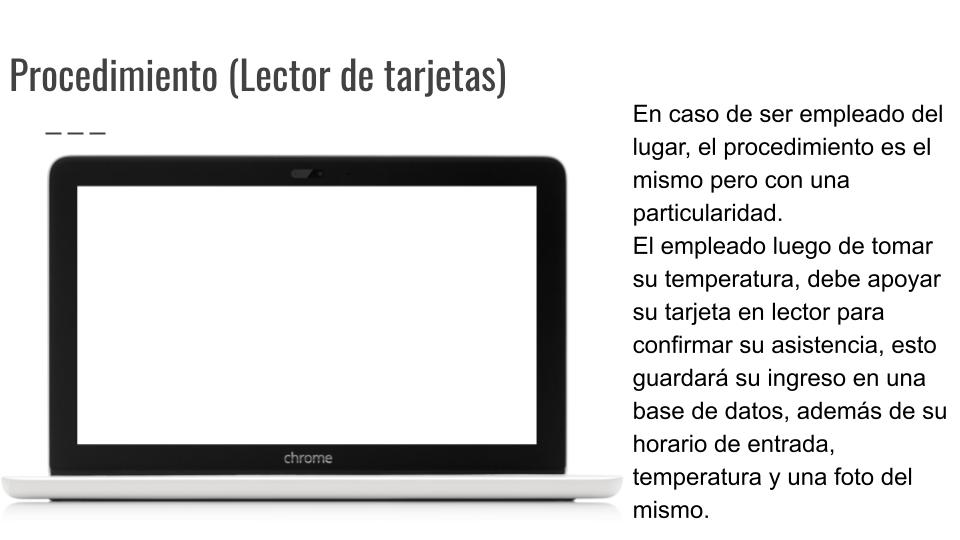 Procedimiento (Lector de tarjetas)
En caso de ser empleado del
lugar, el procedimiento es el
mismo pero con una
particularidad.
El empleado luego de tomar
su temperatura, debe apoyar
su tarjeta en lector para
confirmar su asistencia, esto
guardará su ingreso en una
base de datos, además de su
horario de entrada,
temperatura y una foto del
mismo.
chrome